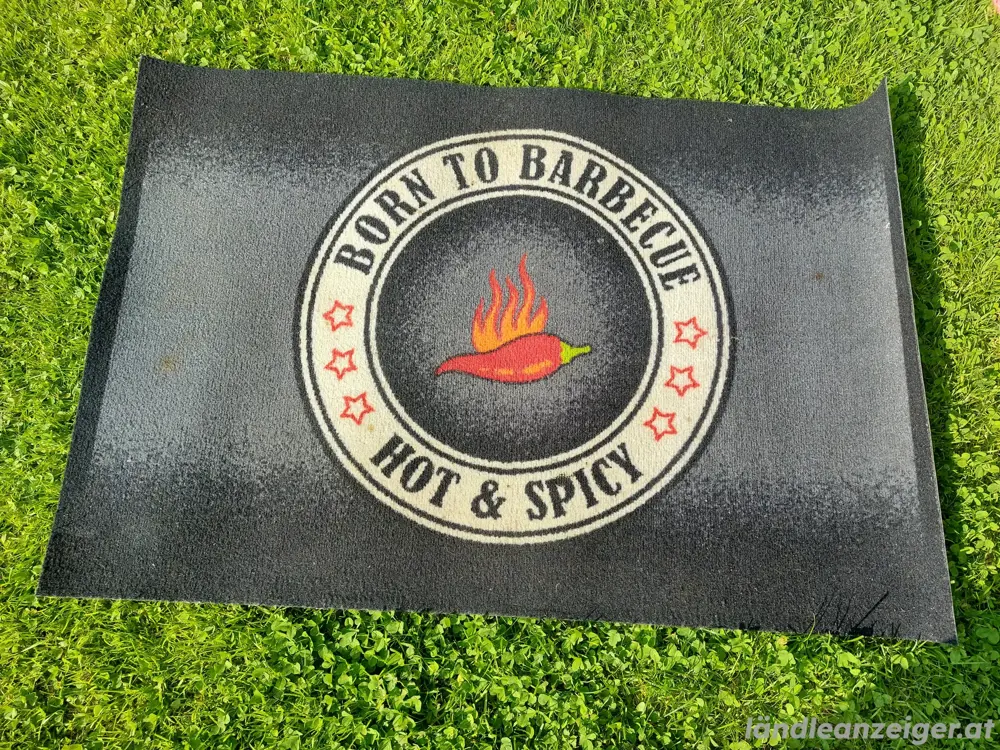 BORN TO BARBECUE
HOT & SPICY
ländleanzeiger.at